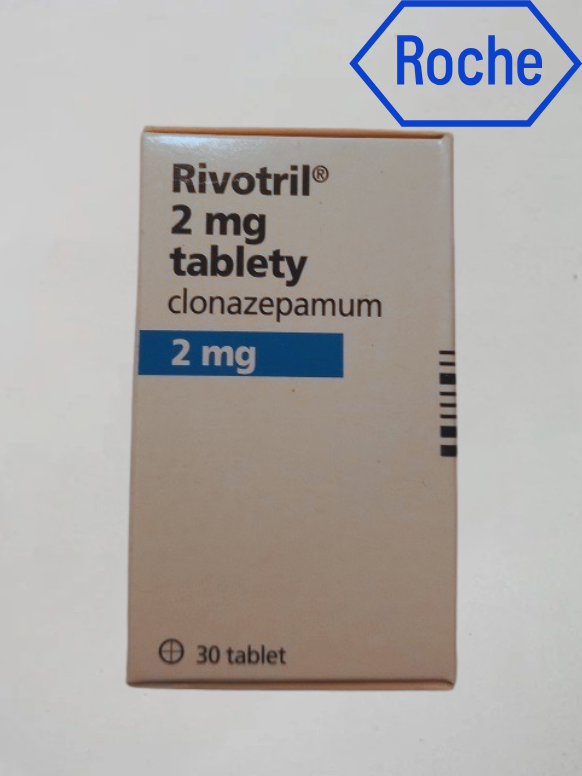 Roche
Rivotril®
2 mg
tablety
clonazepamum
2 mg
30 tablet